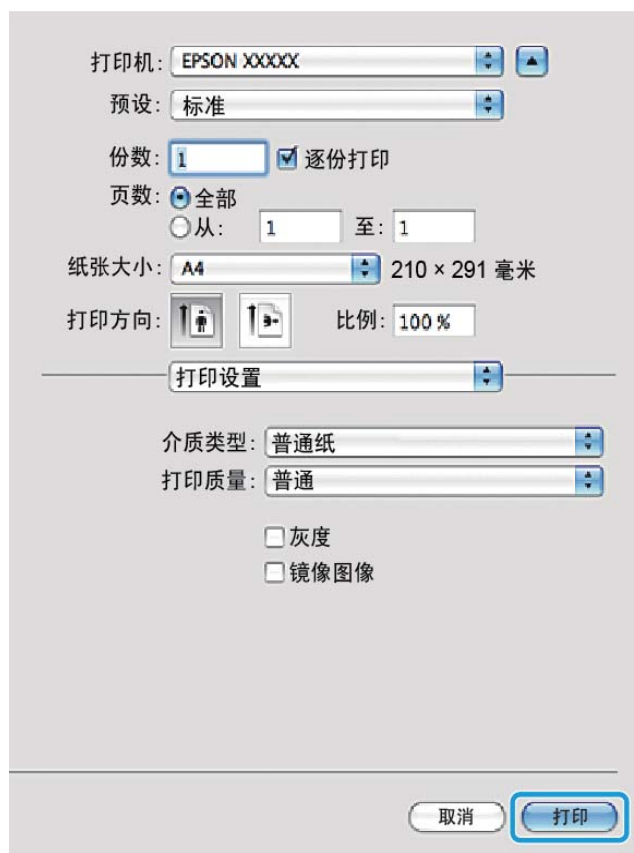 打印机: EPSON XXXXX
预设: 标准
份数: 1 逐份打印
页数: 全部
从: 1 至: 1
纸张大小: A4 210 × 291 毫米
打印方向: 比例: 100 %
打印设置
介质类型: 普通纸
打印质量: 普通
灰度
镜像图像
取消 打印